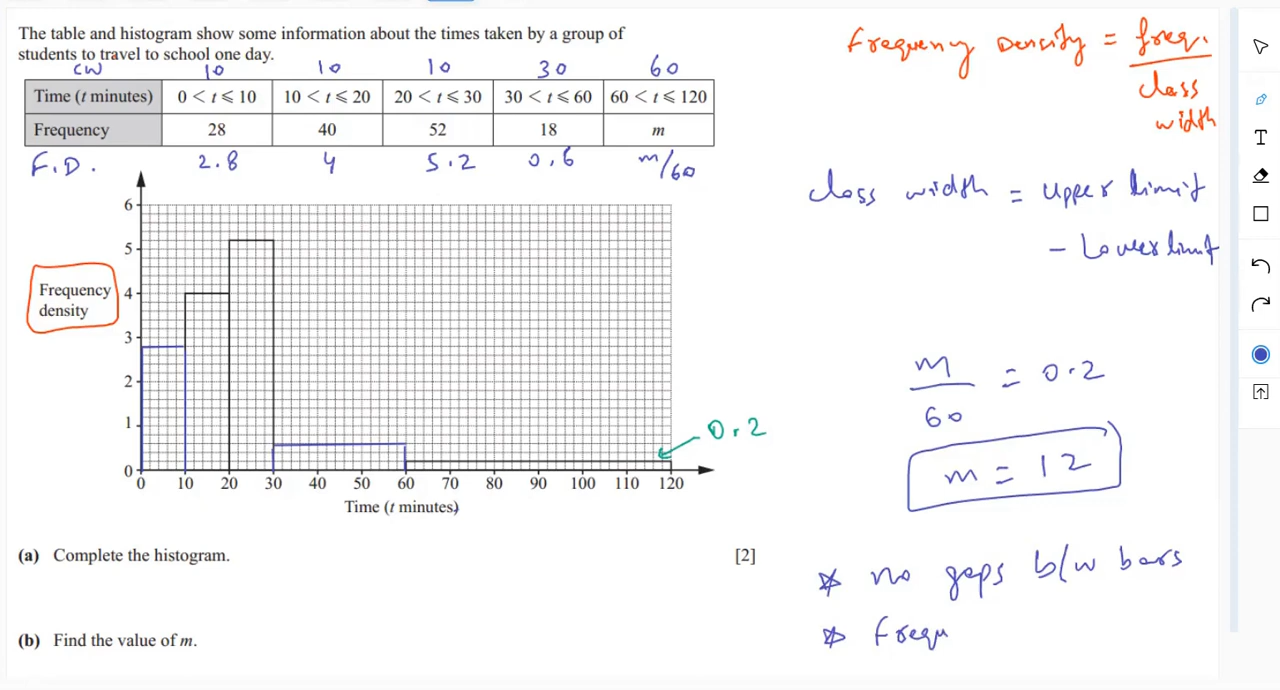 The table and histogram show some information about the times taken by a group of
students to travel to school one day.
CW 10 10 10 30 60
Time (t minutes) 0 < t ⩽ 10 10 < t ⩽ 20 20 < t ⩽ 30 30 < t ⩽ 60 60 < t ⩽ 120
Frequency 28 40 52 18 m
F.D. 2.8 4 5.2 0.6 m/60
6
5
4
3
2
1
0
Frequency
density
0.2
0 10 20 30 40 50 60 70 80 90 100 110 120
Time (t minutes)
(a) Complete the histogram. [2]
(b) Find the value of m.
Frequency Density = freq.
class
width
class width = upper limit
- Lower limit
m
60
= 0.2
m = 12
* no gaps b/w bars
* Frequ
T